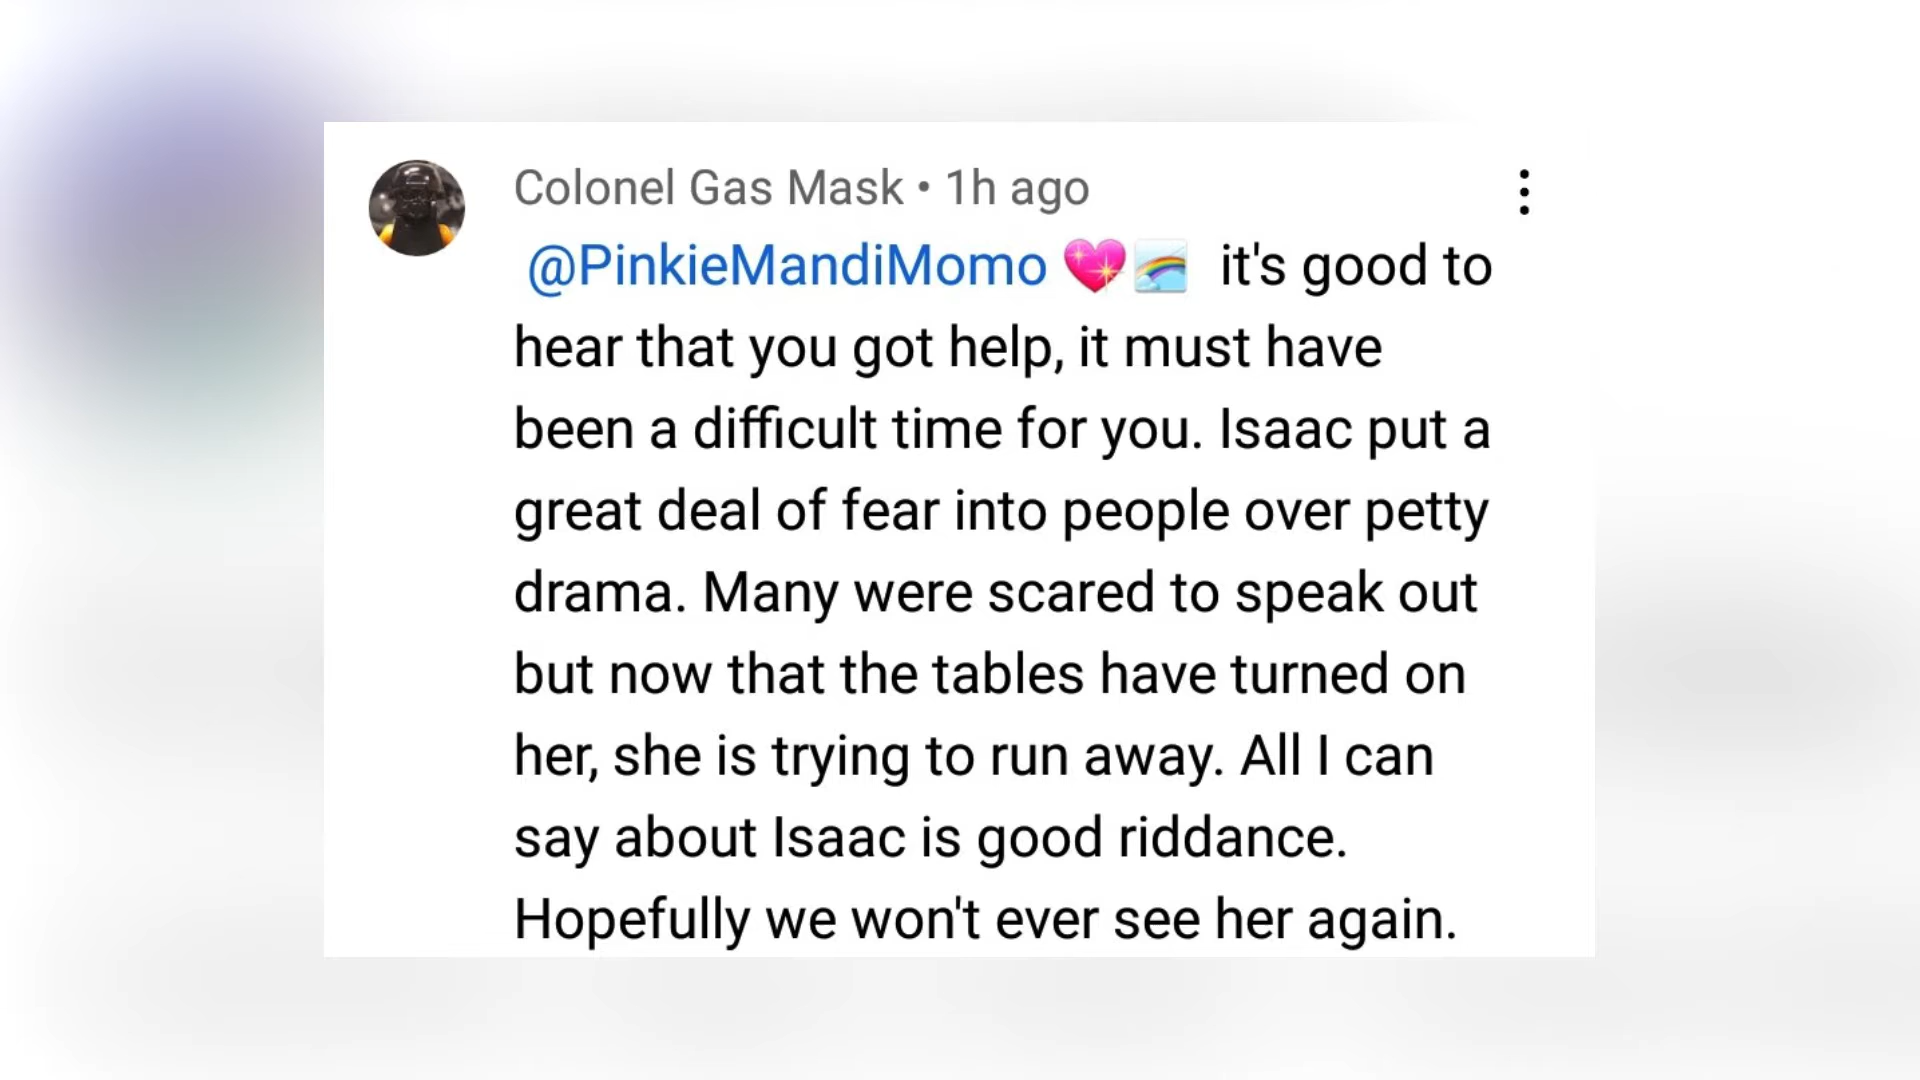 Colonel Gas Mask • 1h ago
@PinkieMandiMomo 💖🌈 it's good to
hear that you got help, it must have
been a difficult time for you. Isaac put a
great deal of fear into people over petty
drama. Many were scared to speak out
but now that the tables have turned on
her, she is trying to run away. All I can
say about Isaac is good riddance.
Hopefully we won't ever see her again.